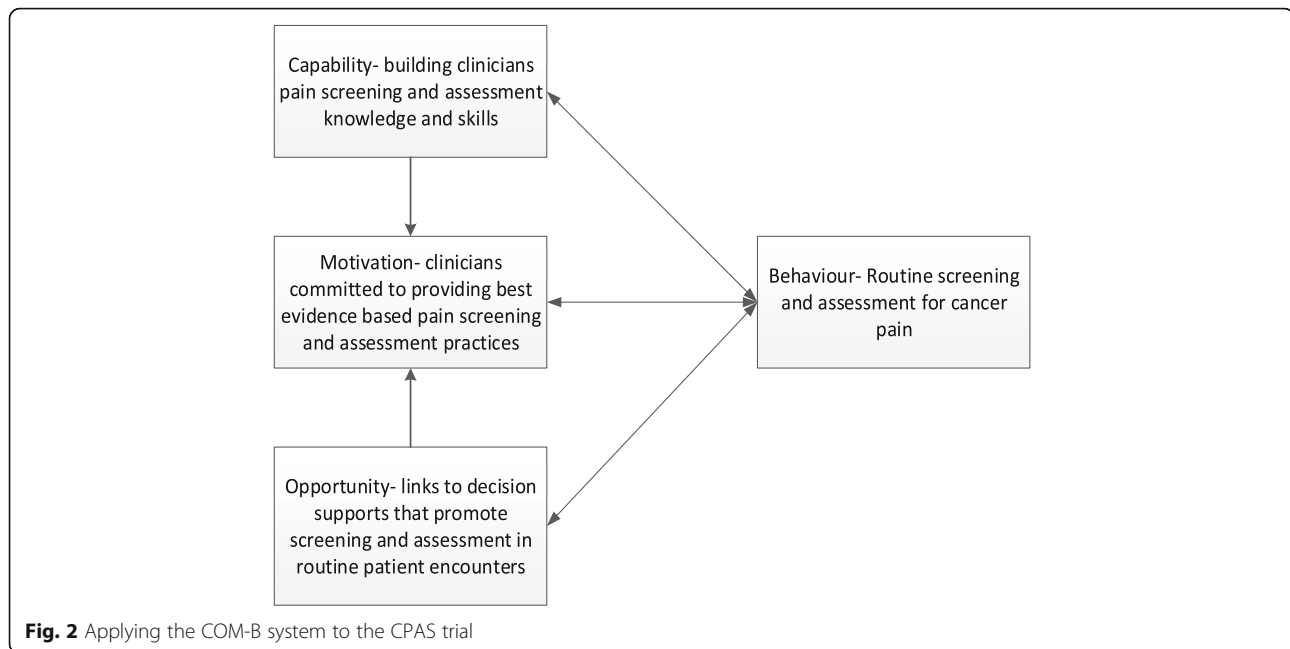 Capability- building clinicians
pain screening and assessment
knowledge and skills
Motivation- clinicians
committed to providing best
evidence based pain screening
and assessment practices
Behaviour- Routine screening
and assessment for cancer
pain
Opportunity- links to decision
supports that promote
screening and assessment in
routine patient encounters
Fig. 2 Applying the COM-B system to the CPAS trial